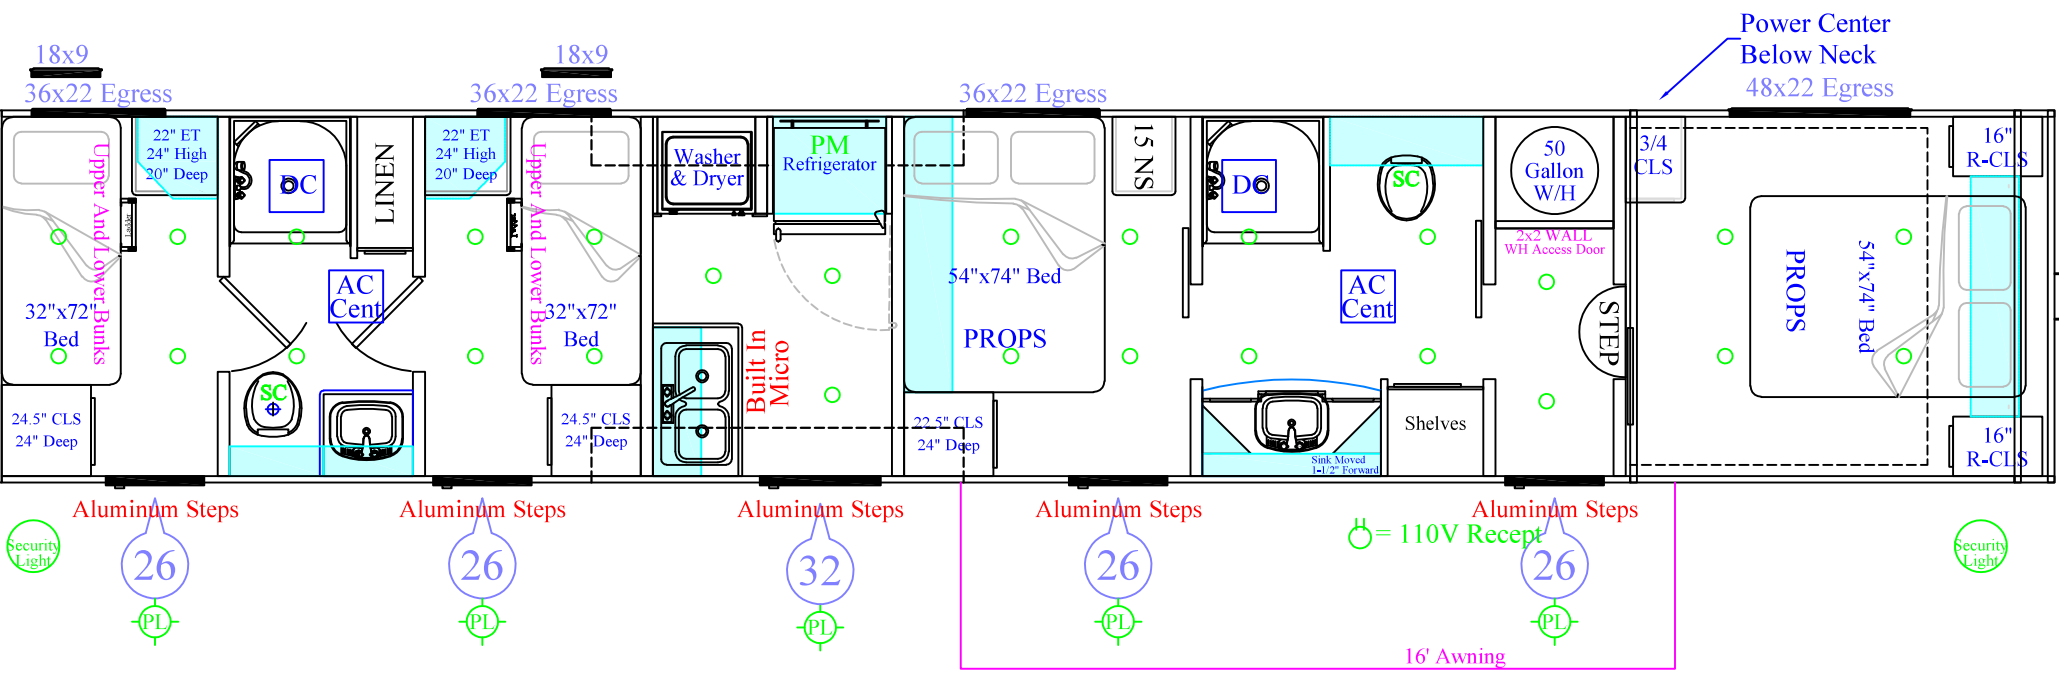 Power Center
Below Neck
18x9
18x9
36x22 Egress
36x22 Egress
36x22 Egress
48x22 Egress
22" ET
24" High
20" Deep
Upper And Lower Bunks
Ladder
32"x72"
Bed
24.5" CLS
24" Deep
DC
LINEN
AC
Cent
SC
22" ET
24" High
20" Deep
Upper And Lower Bunks
32"x72"
Bed
24.5" CLS
24" Deep
Washer
& Dryer
PM
Refrigerator
Built In
Micro
54"x74" Bed
PROPS
22.5" CLS
24" Deep
15 NS
DC
SC
AC
Cent
Sink Moved
1-1/2" Forward
Shelves
50
Gallon
W/H
2x2 WALL
WH Access Door
STEP
3/4
CLS
PROPS
54"x74" Bed
16"
R-CLS
16"
R-CLS
Aluminum Steps
Aluminum Steps
Aluminum Steps
Aluminum Steps
Aluminum Steps
Security
Light
26
26
32
26
= 110V Recept
26
Security
Light
PL
PL
PL
PL
PL
16' Awning